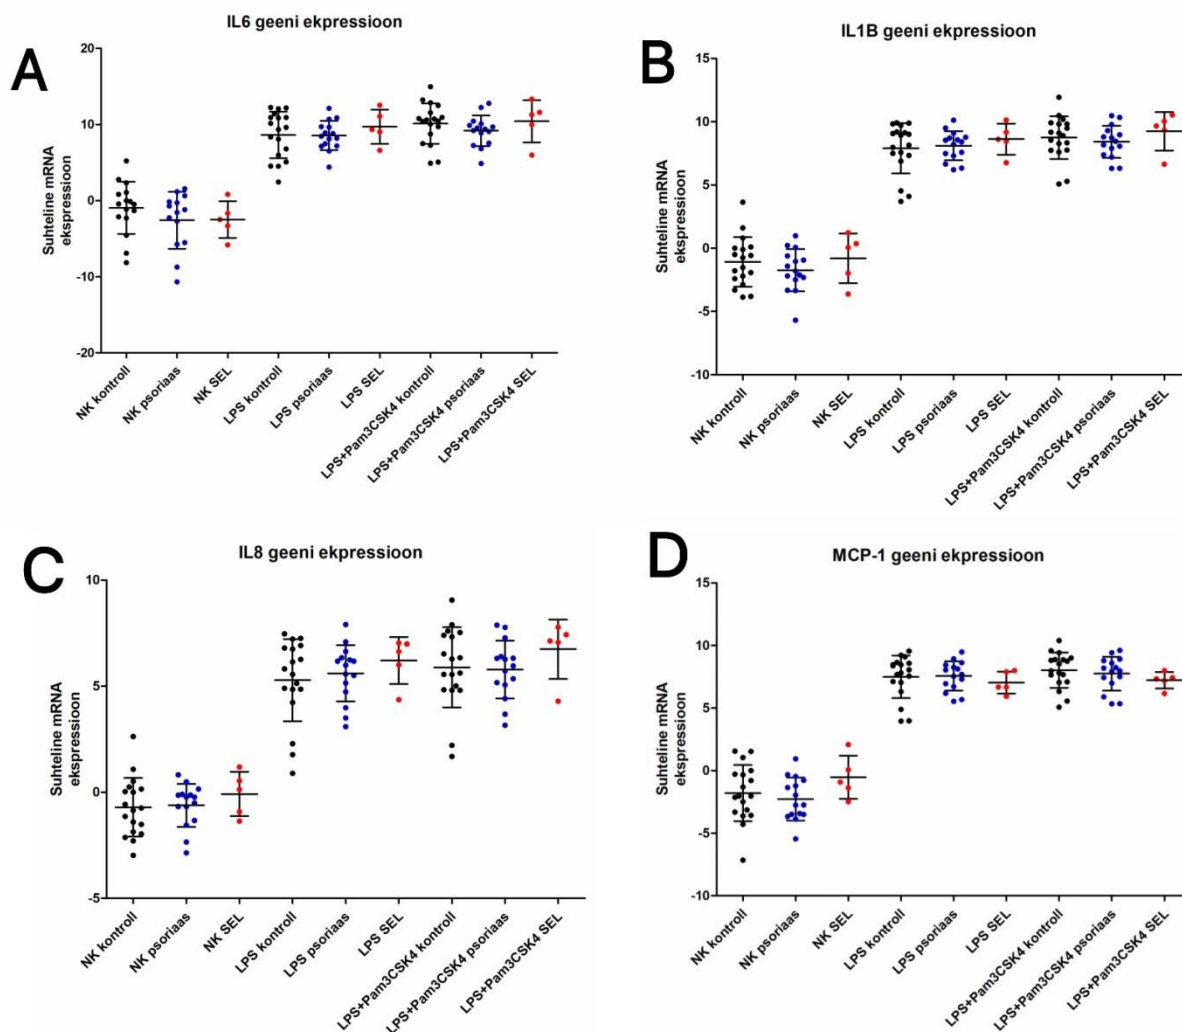 A
IL6 geeni ekpressioon
Suhteline mRNA
ekspressioon
20
10
0
-10
-20
NK kontroll
NK psoriaas
NK SEL
LPS kontroll
LPS psoriaas
LPS SEL
LPS+Pam3CSK4 kontroll
LPS+Pam3CSK4 psoriaas
LPS+Pam3CSK4 SEL
B
IL1B geeni ekpressioon
Suhteline mRNA
ekspressioon
15
10
5
0
-5
-10
NK kontroll
NK psoriaas
NK SEL
LPS kontroll
LPS psoriaas
LPS SEL
LPS+Pam3CSK4 kontroll
LPS+Pam3CSK4 psoriaas
LPS+Pam3CSK4 SEL
C
IL8 geeni ekpressioon
Suhteline mRNA
ekspressioon
10
5
0
-5
NK kontroll
NK psoriaas
NK SEL
LPS kontroll
LPS psoriaas
LPS SEL
LPS+Pam3CSK4 kontroll
LPS+Pam3CSK4 psoriaas
LPS+Pam3CSK4 SEL
D
MCP-1 geeni ekpressioon
Suhteline mRNA
ekspressioon
15
10
5
0
-5
-10
NK kontroll
NK psoriaas
NK SEL
LPS kontroll
LPS psoriaas
LPS SEL
LPS+Pam3CSK4 kontroll
LPS+Pam3CSK4 psoriaas
LPS+Pam3CSK4 SEL